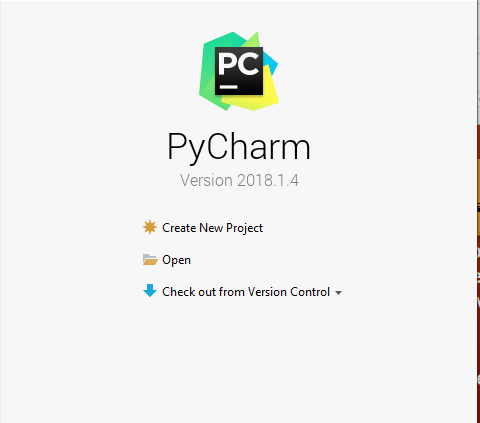 PC
PyCharm
Version 2018.1.4
Create New Project
Open
Check out from Version Control